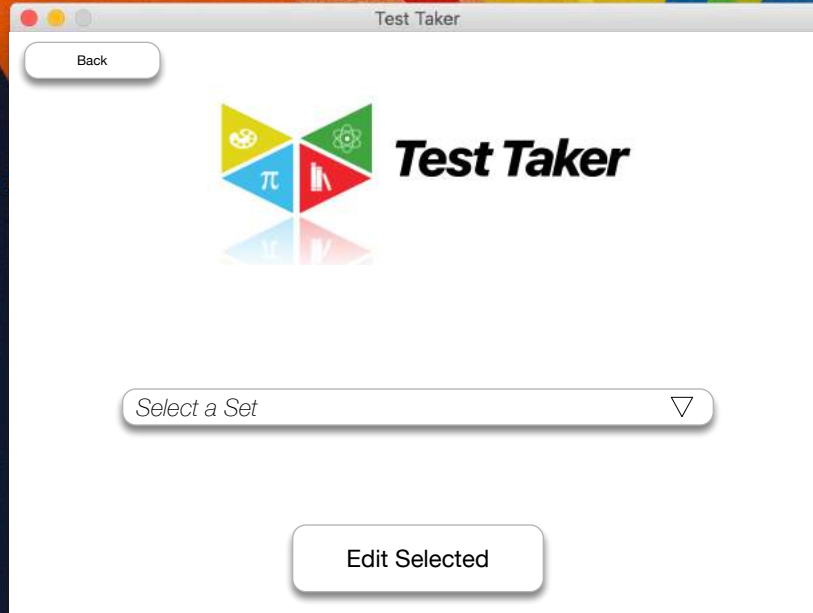 Test Taker
Back
π
Test Taker
Select a Set
Edit Selected